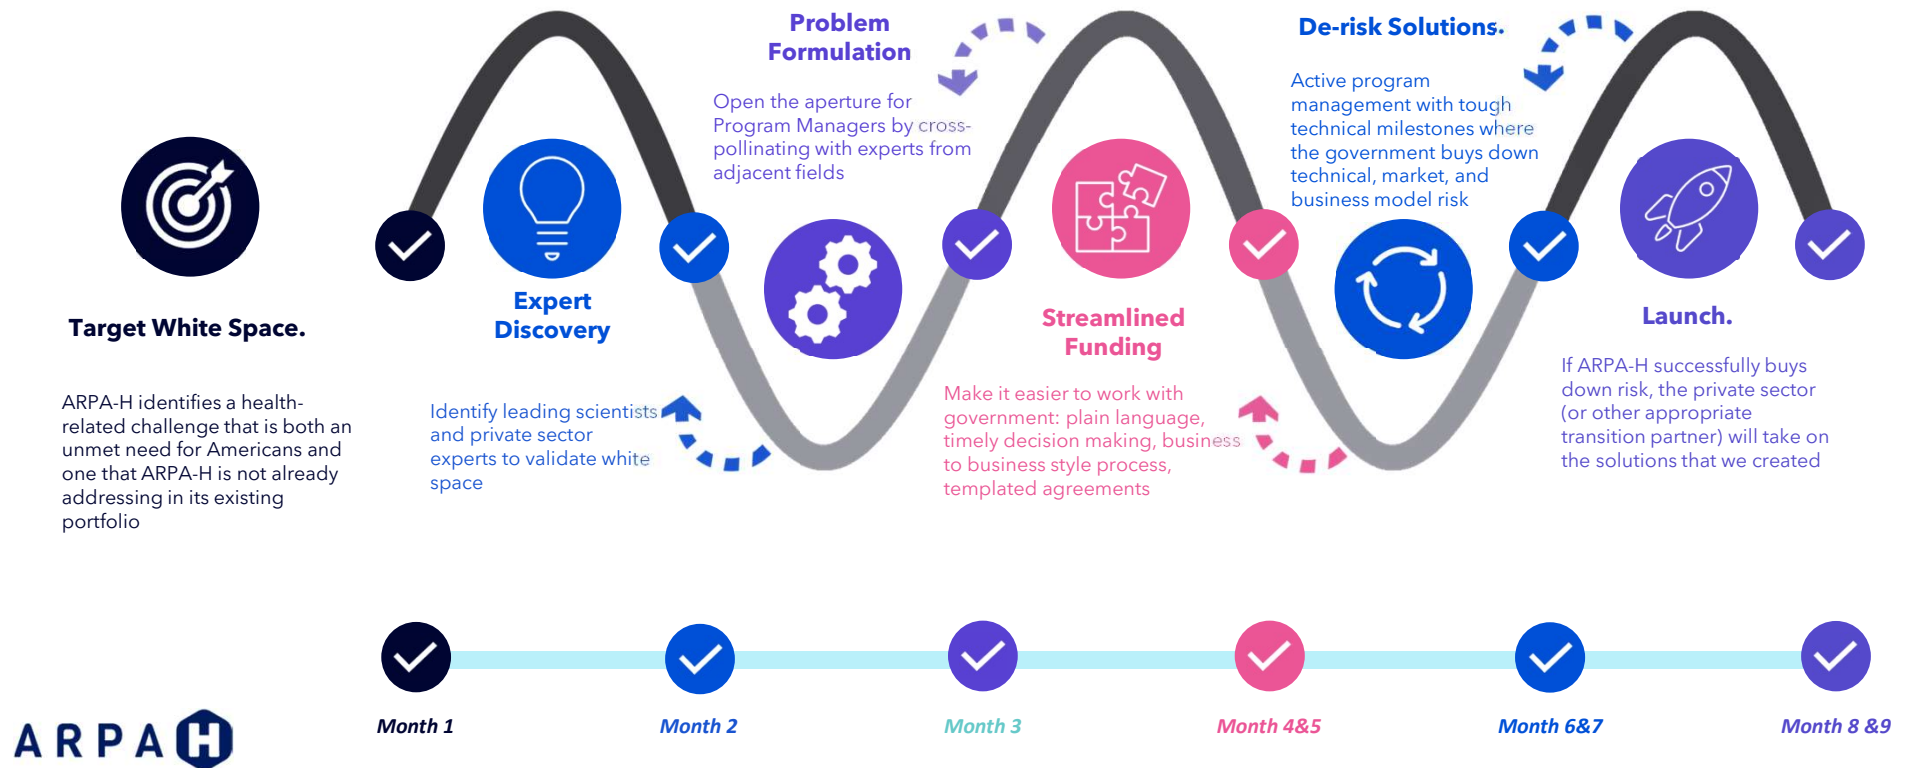 Target White Space.
ARPA-H identifies a health-
related challenge that is both an
unmet need for Americans and
one that ARPA-H is not already
addressing in its existing
portfolio
Expert
Discovery
Identify leading scientists
and private sector
experts to validate white
space
Problem
Formulation
Open the aperture for
Program Managers by cross-
pollinating with experts from
adjacent fields
Streamlined
Funding
Make it easier to work with
government: plain language,
timely decision making, business
to business style process,
templated agreements
De-risk Solutions.
Active program
management with tough
technical milestones where
the government buys down
technical, market, and
business model risk
Launch.
If ARPA-H successfully buys
down risk, the private sector
(or other appropriate
transition partner) will take on
the solutions that we created
Month 1
Month 2
Month 3
Month 4&5
Month 6&7
Month 8 &9
ARPA H